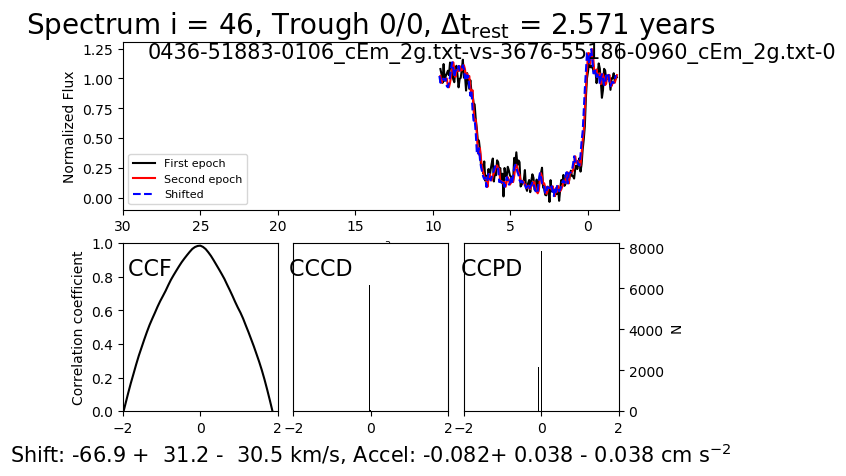 Spectrum i = 46, Trough 0/0, Δt_rest = 2.571 years
0436-51883-0106_cEm_2g.txt-vs-3676-55186-0960_cEm_2g.txt-0
Normalized Flux
1.25
1.00
0.75
0.50
0.25
0.00
First epoch
Second epoch
Shifted
30 25 20 15 10 5 0
Correlation coefficient
1.0
0.8
0.6
0.4
0.2
0.0
CCF
CCCD
CCPD
8000
6000
4000
2000
0
N
−2 0 2 −2 0 2 −2 0 2
Shift: -66.9 + 31.2 - 30.5 km/s, Accel: -0.082+ 0.038 - 0.038 cm s⁻²